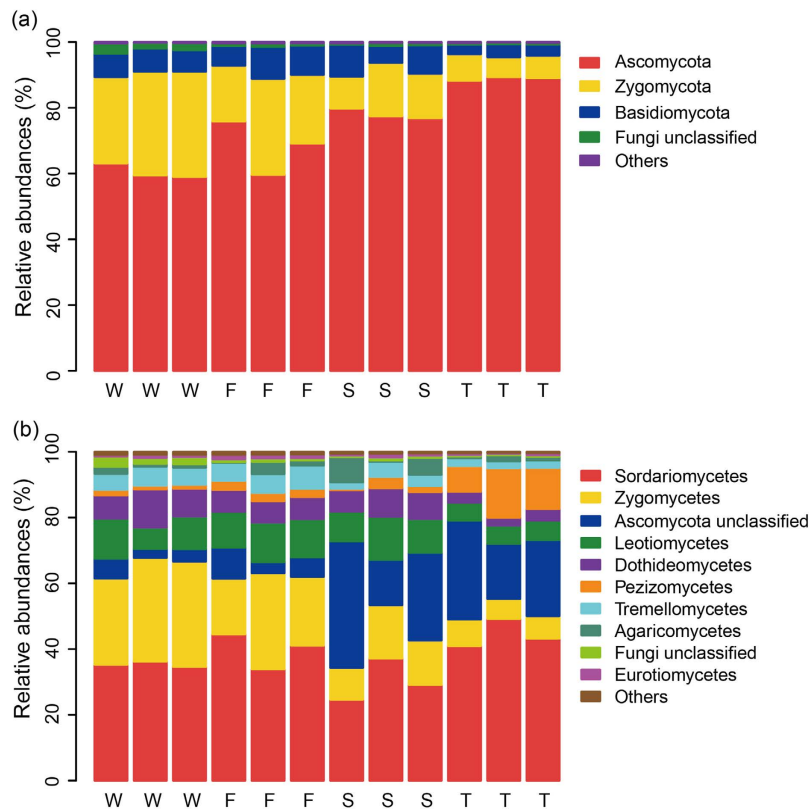 (a)
Relative abundances (%)
100
80
60
40
20
0
W W W F F F S S S T T T
Ascomycota
Zygomycota
Basidiomycota
Fungi unclassified
Others
(b)
Relative abundances (%)
100
80
60
40
20
0
W W W F F F S S S T T T
Sordariomycetes
Zygomycetes
Ascomycota unclassified
Leotiomycetes
Dothideomycetes
Pezizomycetes
Tremellomycetes
Agaricomycetes
Fungi unclassified
Eurotiomycetes
Others